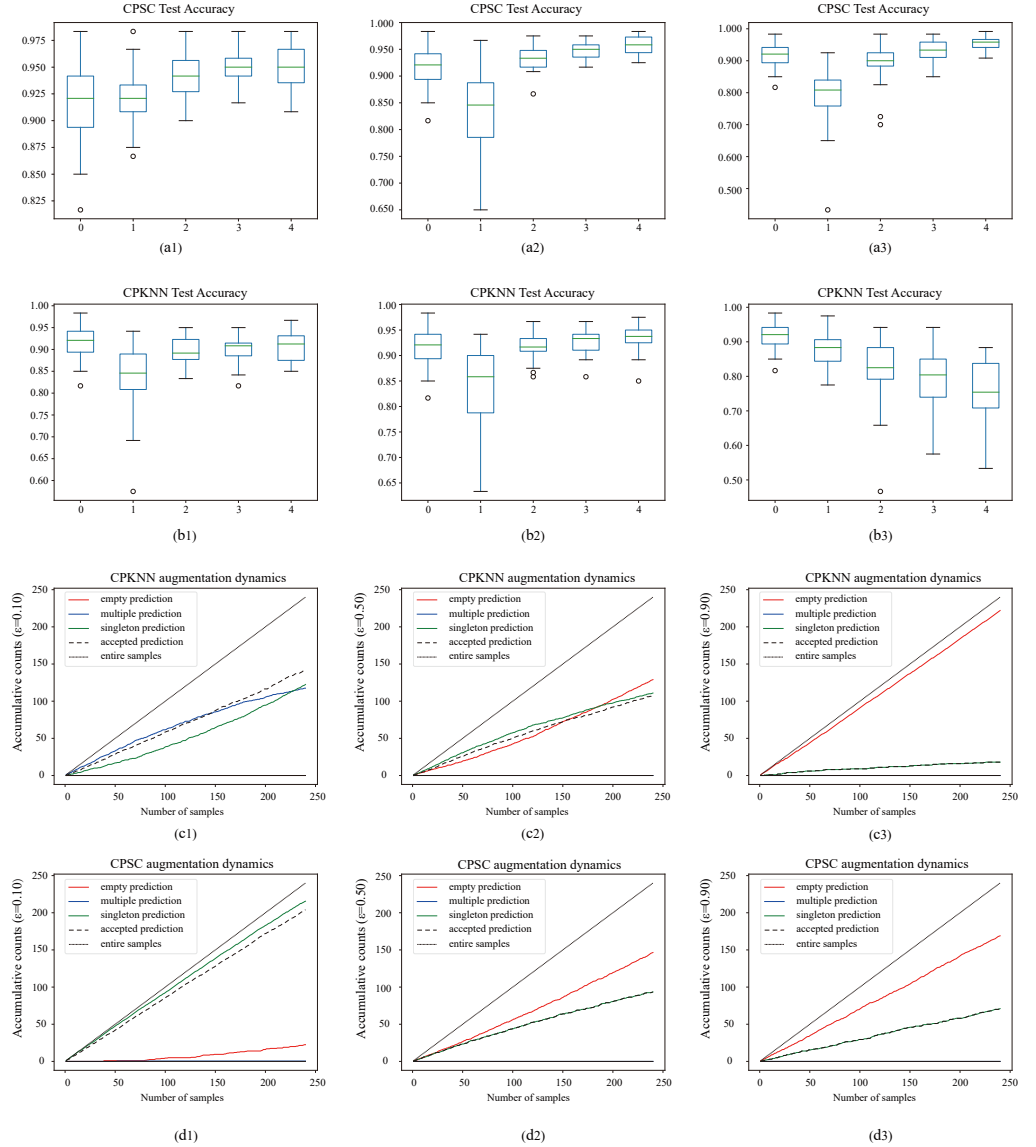 CPSC Test Accuracy
0.975
0.950
0.925
0.900
0.875
0.850
0.825
0 1 2 3 4
(a1)
CPSC Test Accuracy
1.000
0.950
0.900
0.850
0.800
0.750
0.700
0.650
0 1 2 3 4
(a2)
CPSC Test Accuracy
1.000
0.900
0.800
0.700
0.600
0.500
0 1 2 3 4
(a3)
CPKNN Test Accuracy
1.00
0.95
0.90
0.85
0.80
0.75
0.70
0.65
0.60
0 1 2 3 4
(b1)
CPKNN Test Accuracy
1.00
0.95
0.90
0.85
0.80
0.75
0.70
0.65
0 1 2 3 4
(b2)
CPKNN Test Accuracy
1.00
0.90
0.80
0.70
0.60
0.50
0 1 2 3 4
(b3)
CPKNN augmentation dynamics
Accumulative counts (ε=0.10)
250
200
150
100
50
0
empty prediction
multiple prediction
singleton prediction
accepted prediction
entire samples
0 50 100 150 200 250
Number of samples
(c1)
CPKNN augmentation dynamics
Accumulative counts (ε=0.50)
250
200
150
100
50
0
empty prediction
multiple prediction
singleton prediction
accepted prediction
entire samples
0 50 100 150 200 250
Number of samples
(c2)
CPKNN augmentation dynamics
Accumulative counts (ε=0.90)
250
200
150
100
50
0
empty prediction
multiple prediction
singleton prediction
accepted prediction
entire samples
0 50 100 150 200 250
Number of samples
(c3)
CPSC augmentation dynamics
Accumulative counts (ε=0.10)
250
200
150
100
50
0
empty prediction
multiple prediction
singleton prediction
accepted prediction
entire samples
0 50 100 150 200 250
Number of samples
(d1)
CPSC augmentation dynamics
Accumulative counts (ε=0.50)
250
200
150
100
50
0
empty prediction
multiple prediction
singleton prediction
accepted prediction
entire samples
0 50 100 150 200 250
Number of samples
(d2)
CPSC augmentation dynamics
Accumulative counts (ε=0.90)
250
200
150
100
50
0
empty prediction
multiple prediction
singleton prediction
accepted prediction
entire samples
0 50 100 150 200 250
Number of samples
(d3)